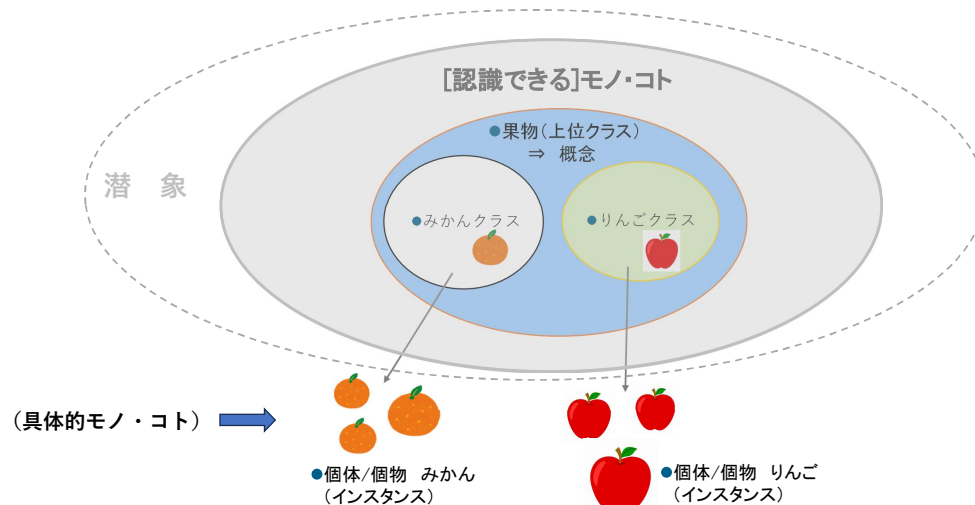 [認識できる]モノ・コト
●果物(上位クラス)
⇒ 概念
潜 象
●みかんクラス
●りんごクラス
(具体的モノ・コト)
●個体/個物 みかん
(インスタンス)
●個体/個物 りんご
(インスタンス)